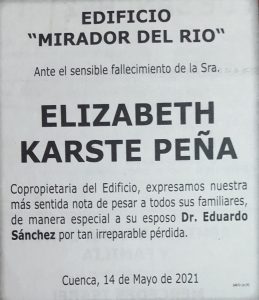 EDIFICIO
“MIRADOR DEL RIO“
Ante el sensible fallecimiento de la Sra.
ELIZABETH
KARSTE PEÑA
Copropietaria del Edificio, expresamos nuestra
más sentida nota de pesar a todos sus familiares,
de manera especial a su esposo Dr. Eduardo
Sánchez por tan irreparable pérdida.
Cuenca, 14 de Mayo de 2021